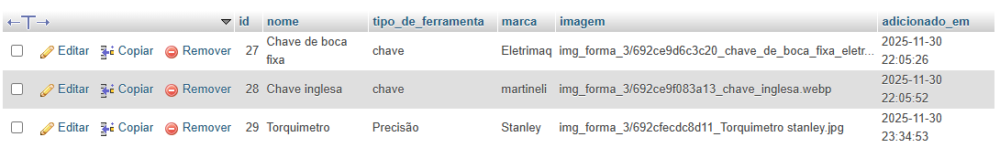 id nome tipo_de_ferramenta marca imagem adicionado_em
Editar Copiar Remover 27 Chave de boca fixa chave Eletrimaq img_forma_3/692ce9d6c3c20_chave_de_boca_fixa_eletr... 2025-11-30 22:05:26
Editar Copiar Remover 28 Chave inglesa chave martineli img_forma_3/692ce9f083a13_chave_inglesa.webp 2025-11-30 22:05:52
Editar Copiar Remover 29 Torquimetro Precisão Stanley img_forma_3/692cfecdc8d11_Torquimetro stanley.jpg 2025-11-30 23:34:53